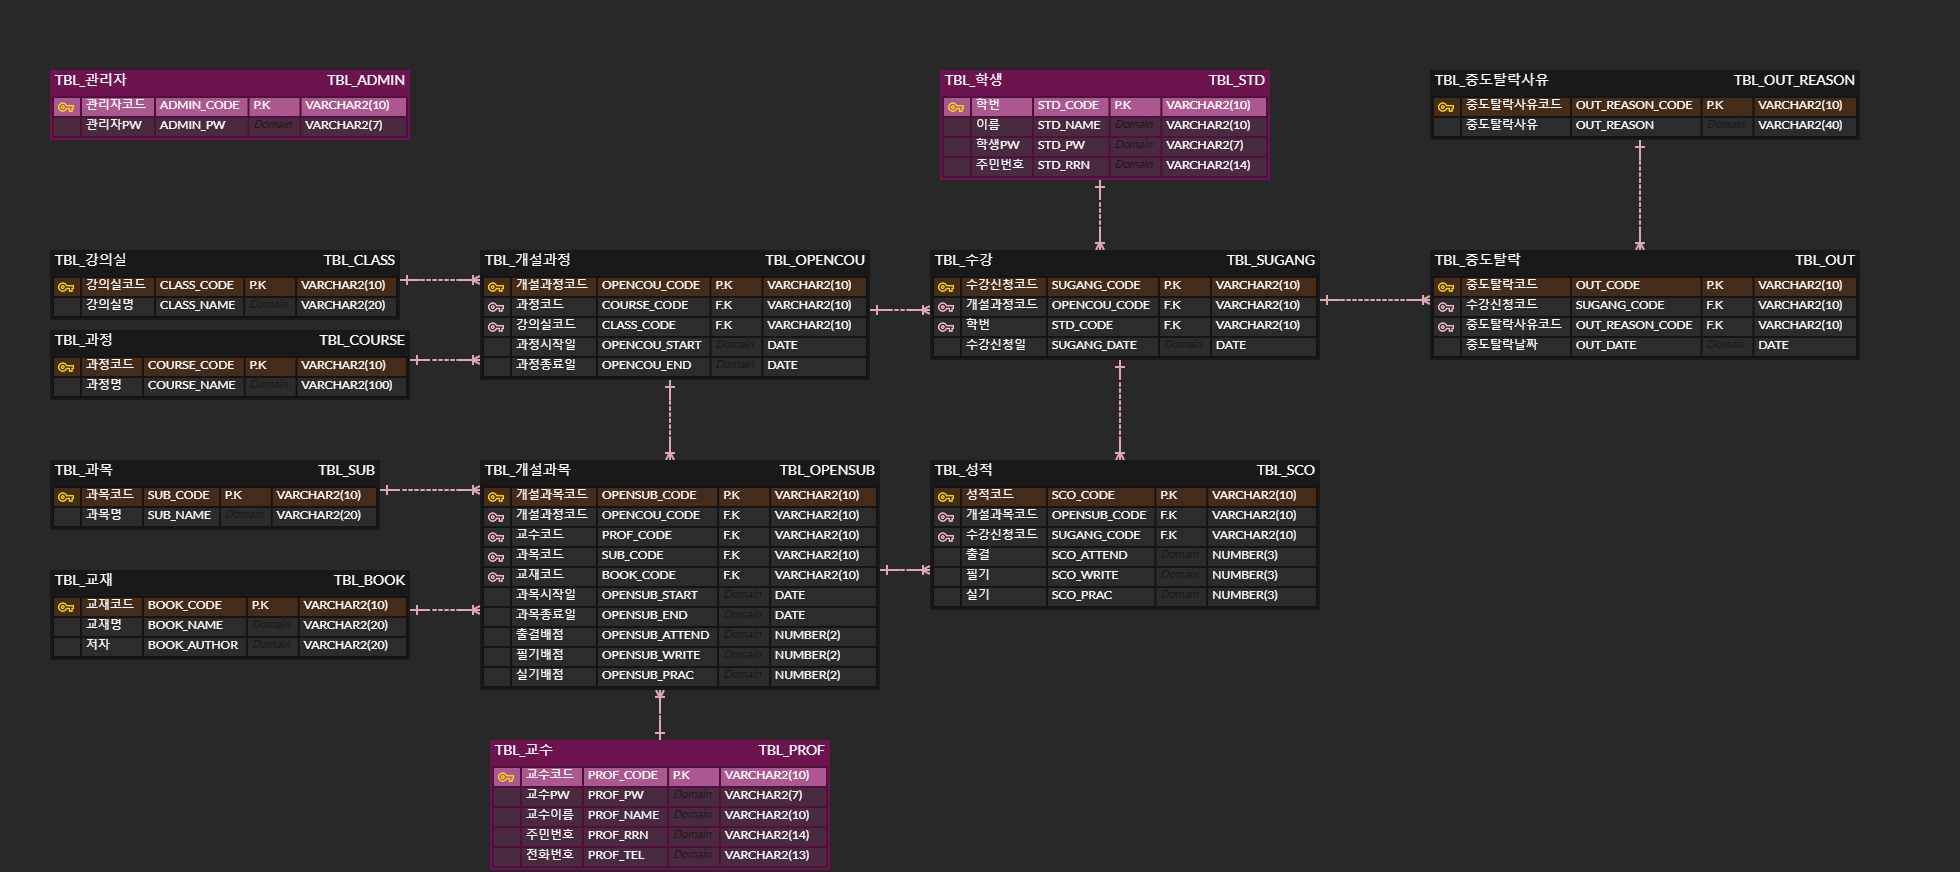 TBL_관리자 TBL_ADMIN
관리자코드 ADMIN_CODE P.K VARCHAR2(10)
관리자PW ADMIN_PW Domain VARCHAR2(7)
TBL_학생 TBL_STD
학번 STD_CODE P.K VARCHAR2(10)
이름 STD_NAME Domain VARCHAR2(10)
학생PW STD_PW Domain VARCHAR2(7)
주민번호 STD_RRN Domain VARCHAR2(14)
TBL_중도탈락사유 TBL_OUT_REASON
중도탈락사유코드 OUT_REASON_CODE P.K VARCHAR2(10)
중도탈락사유 OUT_REASON Domain VARCHAR2(40)
TBL_강의실 TBL_CLASS
강의실코드 CLASS_CODE P.K VARCHAR2(10)
강의실명 CLASS_NAME Domain VARCHAR2(20)
TBL_과정 TBL_COURSE
과정코드 COURSE_CODE P.K VARCHAR2(10)
과정명 COURSE_NAME Domain VARCHAR2(100)
TBL_개설과정 TBL_OPENCOU
개설과정코드 OPENCOU_CODE P.K VARCHAR2(10)
과정코드 COURSE_CODE F.K VARCHAR2(10)
강의실코드 CLASS_CODE F.K VARCHAR2(10)
과정시작일 OPENCOU_START Domain DATE
과정종료일 OPENCOU_END Domain DATE
TBL_수강 TBL_SUGANG
수강신청코드 SUGANG_CODE P.K VARCHAR2(10)
개설과정코드 OPENCOU_CODE F.K VARCHAR2(10)
학번 STD_CODE F.K VARCHAR2(10)
수강신청일 SUGANG_DATE Domain DATE
TBL_중도탈락 TBL_OUT
중도탈락코드 OUT_CODE P.K VARCHAR2(10)
수강신청코드 SUGANG_CODE F.K VARCHAR2(10)
중도탈락사유코드 OUT_REASON_CODE F.K VARCHAR2(10)
중도탈락날짜 OUT_DATE Domain DATE
TBL_과목 TBL_SUB
과목코드 SUB_CODE P.K VARCHAR2(10)
과목명 SUB_NAME Domain VARCHAR2(20)
TBL_교재 TBL_BOOK
교재코드 BOOK_CODE P.K VARCHAR2(10)
교재명 BOOK_NAME Domain VARCHAR2(20)
저자 BOOK_AUTHOR Domain VARCHAR2(20)
TBL_개설과목 TBL_OPENSUB
개설과목코드 OPENSUB_CODE P.K VARCHAR2(10)
개설과정코드 OPENCOU_CODE F.K VARCHAR2(10)
교수코드 PROF_CODE F.K VARCHAR2(10)
과목코드 SUB_CODE F.K VARCHAR2(10)
교재코드 BOOK_CODE F.K VARCHAR2(10)
과목시작일 OPENSUB_START Domain DATE
과목종료일 OPENSUB_END Domain DATE
출결배점 OPENSUB_ATTEND Domain NUMBER(2)
필기배점 OPENSUB_WRITE Domain NUMBER(2)
실기배점 OPENSUB_PRAC Domain NUMBER(2)
TBL_성적 TBL_SCO
성적코드 SCO_CODE P.K VARCHAR2(10)
개설과목코드 OPENSUB_CODE F.K VARCHAR2(10)
수강신청코드 SUGANG_CODE F.K VARCHAR2(10)
출결 SCO_ATTEND Domain NUMBER(3)
필기 SCO_WRITE Domain NUMBER(3)
실기 SCO_PRAC Domain NUMBER(3)
TBL_교수 TBL_PROF
교수코드 PROF_CODE P.K VARCHAR2(10)
교수PW PROF_PW Domain VARCHAR2(7)
교수이름 PROF_NAME Domain VARCHAR2(10)
주민번호 PROF_RRN Domain VARCHAR2(14)
전화번호 PROF_TEL Domain VARCHAR2(13)